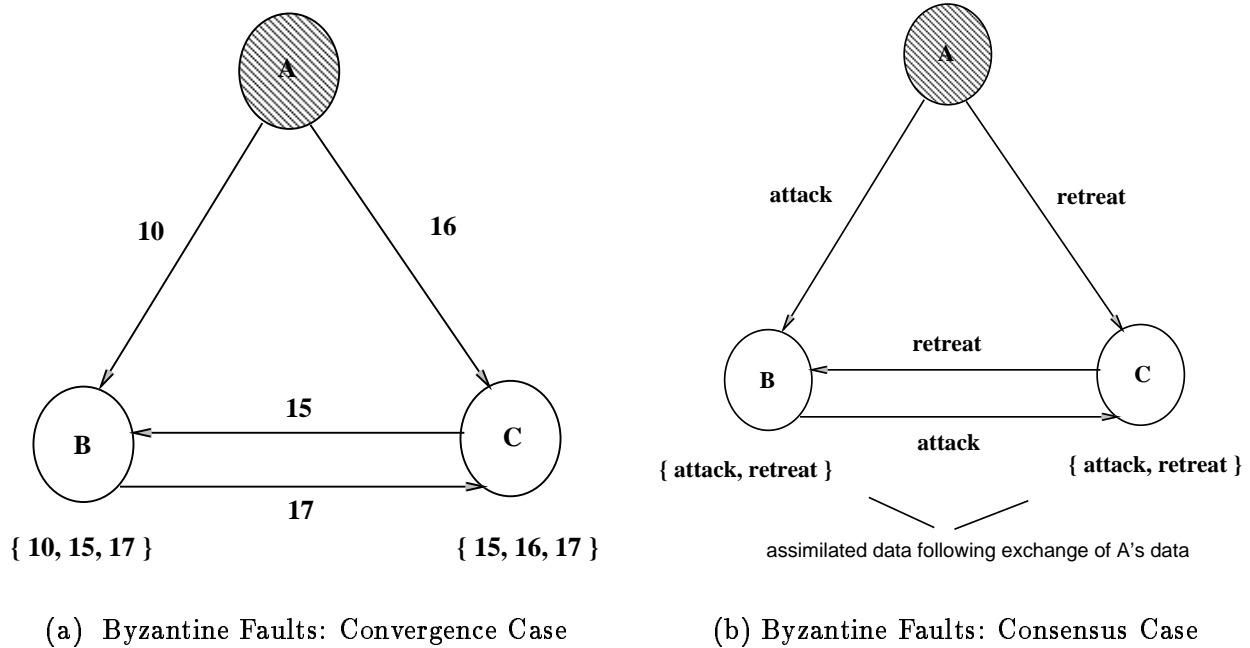 A
10
16
B
15
C
17
{ 10, 15, 17 }
{ 15, 16, 17 }
(a) Byzantine Faults: Convergence Case
A
attack
retreat
B
retreat
C
attack
{ attack, retreat }
{ attack, retreat }
assimilated data following exchange of A's data
(b) Byzantine Faults: Consensus Case